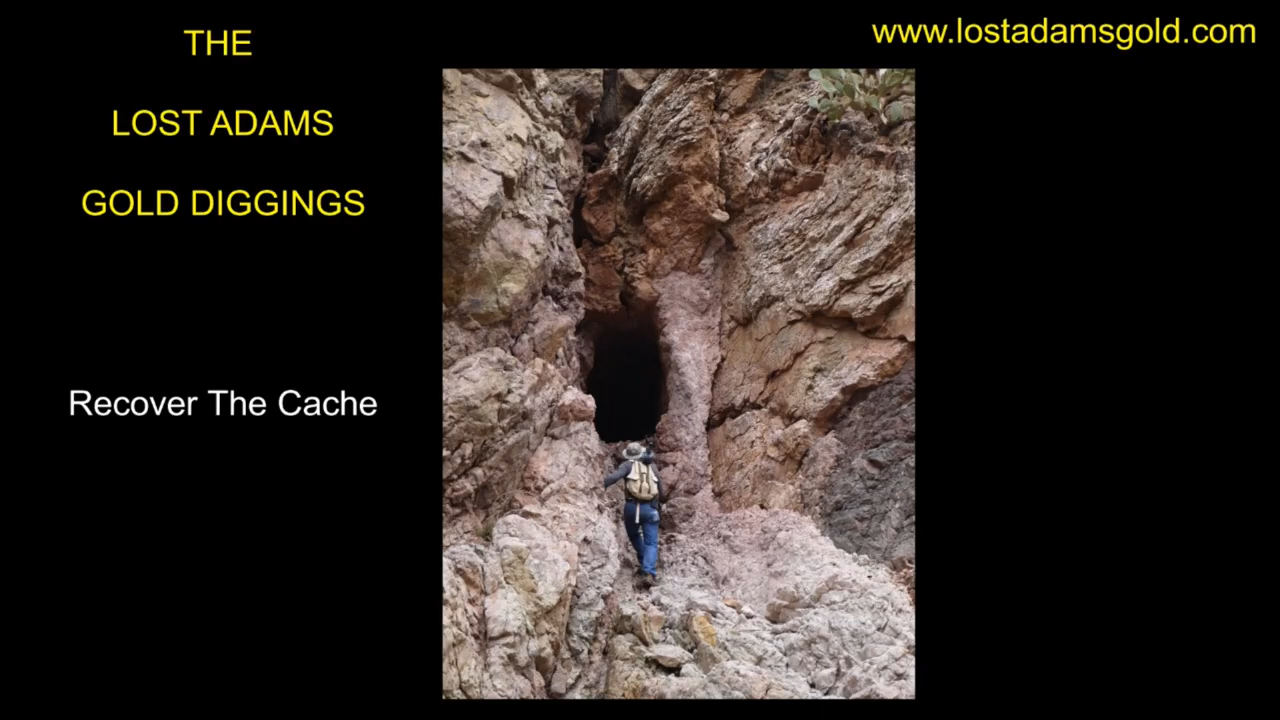 THE
LOST ADAMS
GOLD DIGGINGS
www.lostadamsgold.com
Recover The Cache